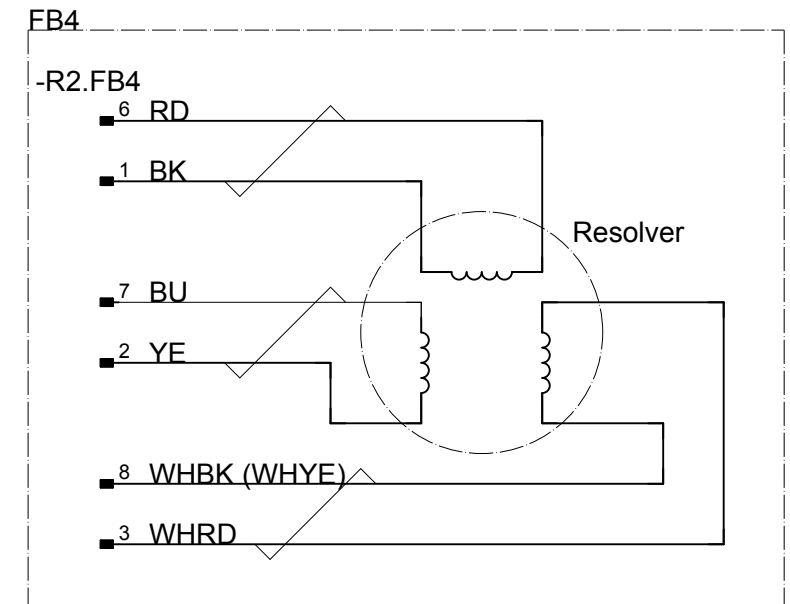 FB4
-R2.FB4
6 RD
1 BK
Resolver
7 BU
2 YE
8 WHBK (WHYE)
3 WHRD